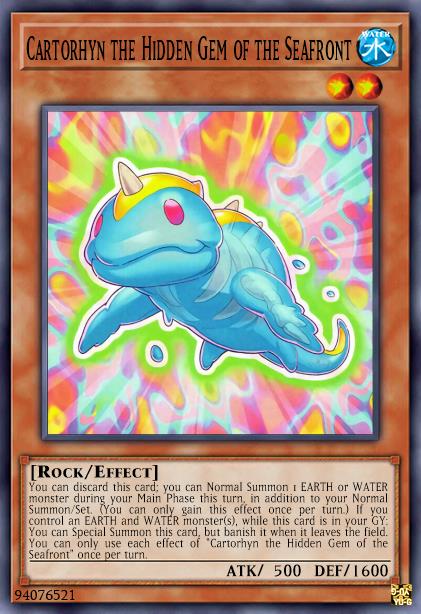 CARTORHYN THE HIDDEN GEM OF THE SEAFRONT
WATER
水
[ROCK/EFFECT]
You can discard this card; you can Normal Summon 1 EARTH or WATER
monster during your Main Phase this turn, in addition to your Normal
Summon/Set. (You can only gain this effect once per turn.) If you
control an EARTH and WATER monster(s), while this card is in your GY:
You can Special Summon this card, but banish it when it leaves the field.
You can only use each effect of "Cartorhyn the Hidden Gem of the
Seafront" once per turn.
ATK/ 500 DEF/1600
94076521